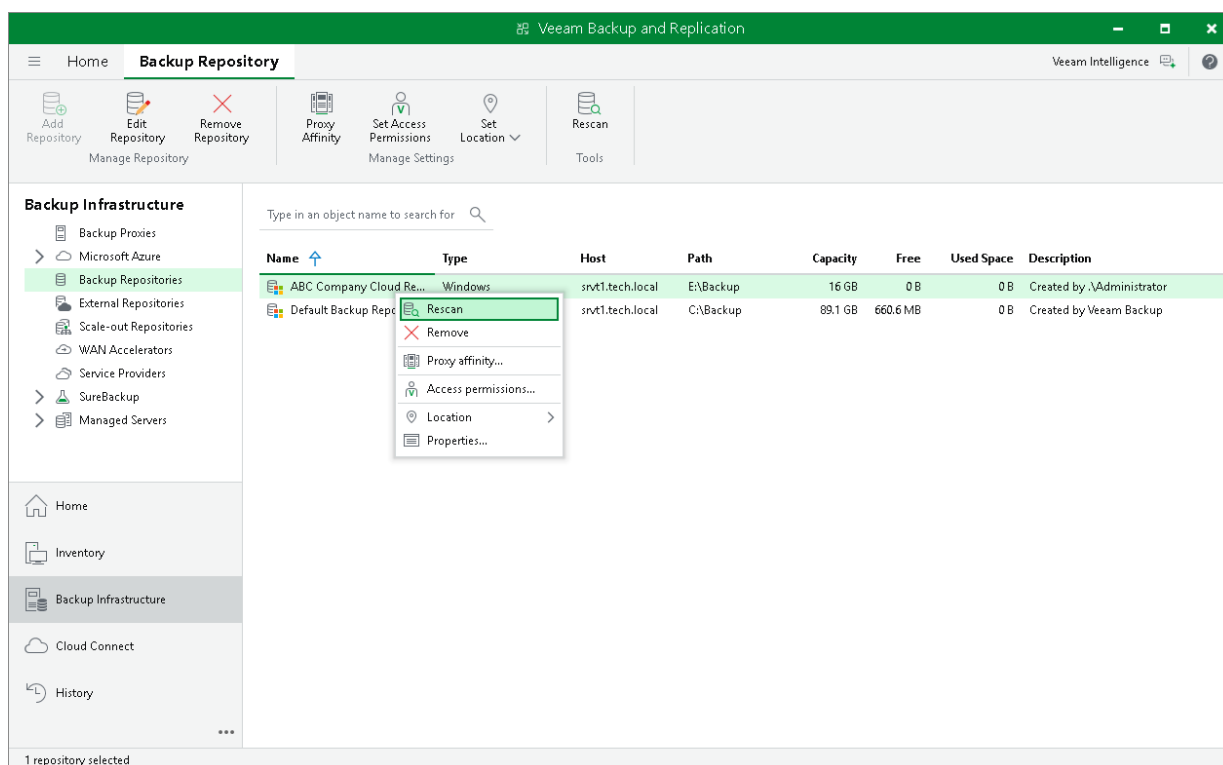 Veeam Backup and Replication
Home Backup Repository Veeam Intelligence
Add Repository Edit Repository Remove Repository Proxy Affinity Set Access Permissions Set Location Rescan
Manage Repository Manage Settings Tools
Backup Infrastructure
Backup Proxies
Microsoft Azure
Backup Repositories
External Repositories
Scale-out Repositories
WAN Accelerators
Service Providers
SureBackup
Managed Servers
Home
Inventory
Backup Infrastructure
Cloud Connect
History
Type in an object name to search for
Name Type Host Path Capacity Free Used Space Description
ABC Company Cloud Re... Windows srvt1.tech.local E:\Backup 16 GB 0 B 0 B Created by .\Administrator
Default Backup Repo srvt1.tech.local C:\Backup 89.1 GB 660.6 MB 0 B Created by Veeam Backup
Rescan
Remove
Proxy affinity...
Access permissions...
Location
Properties...
1 repository selected